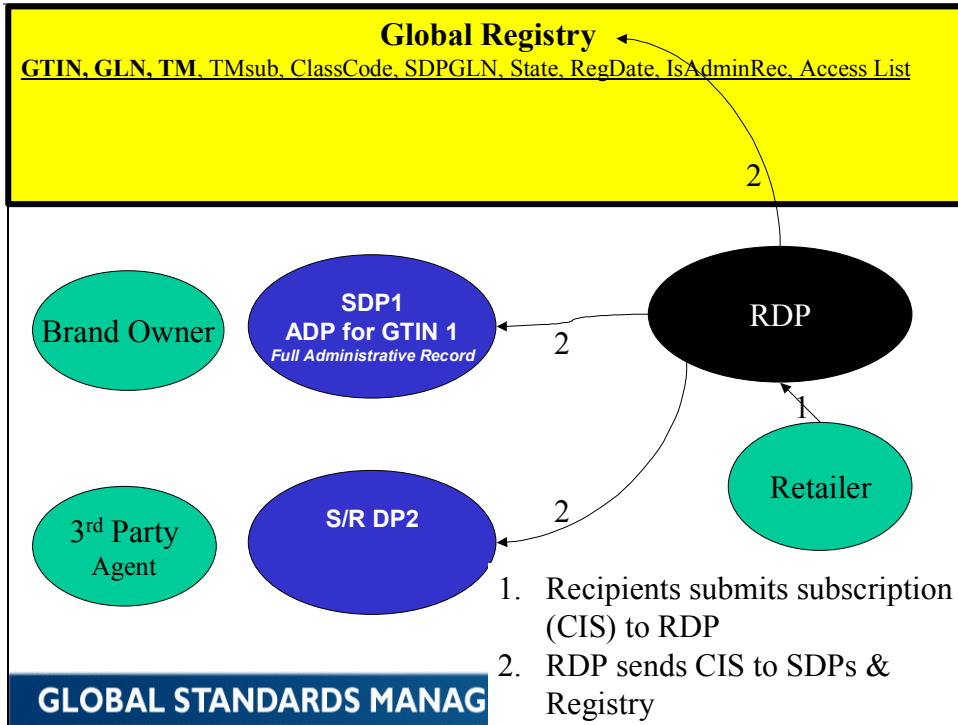 Global Registry
GTIN, GLN, TM, TMsub, ClassCode, SDPGLN, State, RegDate, IsAdminRec, Access List
2
Brand Owner
SDP1
ADP for GTIN 1
Full Administrative Record
2
RDP
1
Retailer
3rd Party
Agent
S/R DP2
2
1. Recipients submits subscription
(CIS) to RDP
2. RDP sends CIS to SDPs &
Registry
GLOBAL STANDARDS MANAG